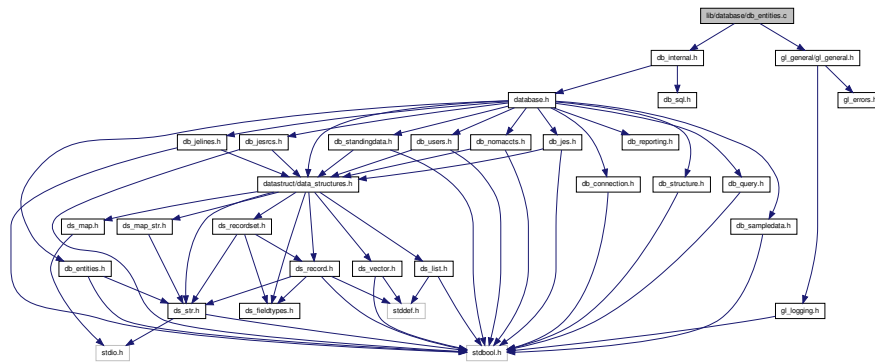 lib/database/db_entities.c
db_internal.h
gl_general/gl_general.h
database.h
db_sql.h
gl_errors.h
db_jelines.h
db_jesrcs.h
db_standingdata.h
db_users.h
db_nomaccts.h
db_jes.h
db_reporting.h
datastruct/data_structures.h
db_connection.h
db_structure.h
db_query.h
ds_map.h
ds_map_str.h
ds_recordset.h
db_sampledata.h
db_entities.h
ds_record.h
ds_vector.h
ds_list.h
ds_str.h
ds_fieldtypes.h
stddef.h
gl_logging.h
stdio.h
stdbool.h